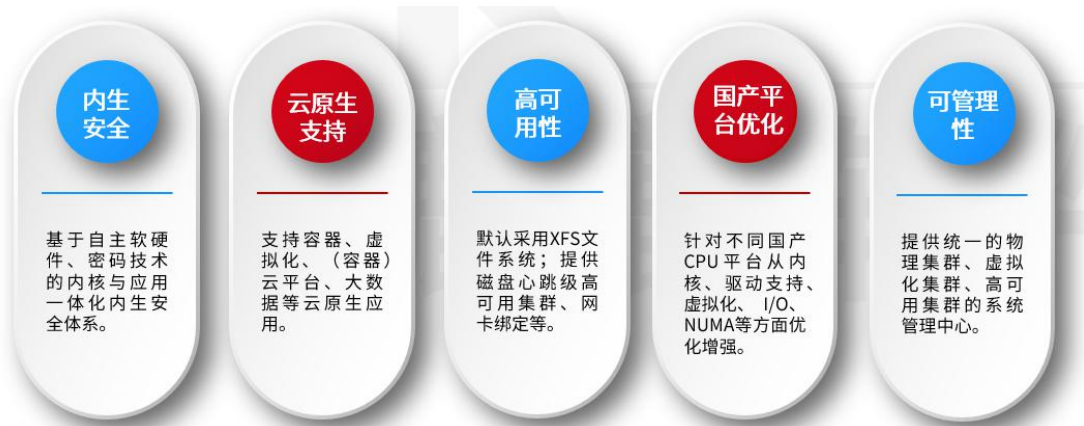 内生
安全
基于自主软硬
件、密码技术
的内核与应用
一体化内生安
全体系。
云原生
支持
支持容器、虚
拟化、（容器）
云平台、大数
据等云原生应
用。
高可
用性
默认采用XFS文
件系统；提供
磁盘心跳级高
可用集群、网
卡绑定等。
国产平
台优化
针对不同国产
CPU平台从内
核、驱动支持、
虚拟化、I/O、
NUMA等方面优
化增强。
可管理
性
提供统一的物
理集群、虚拟
化集群、高可
用集群的系统
管理中心。